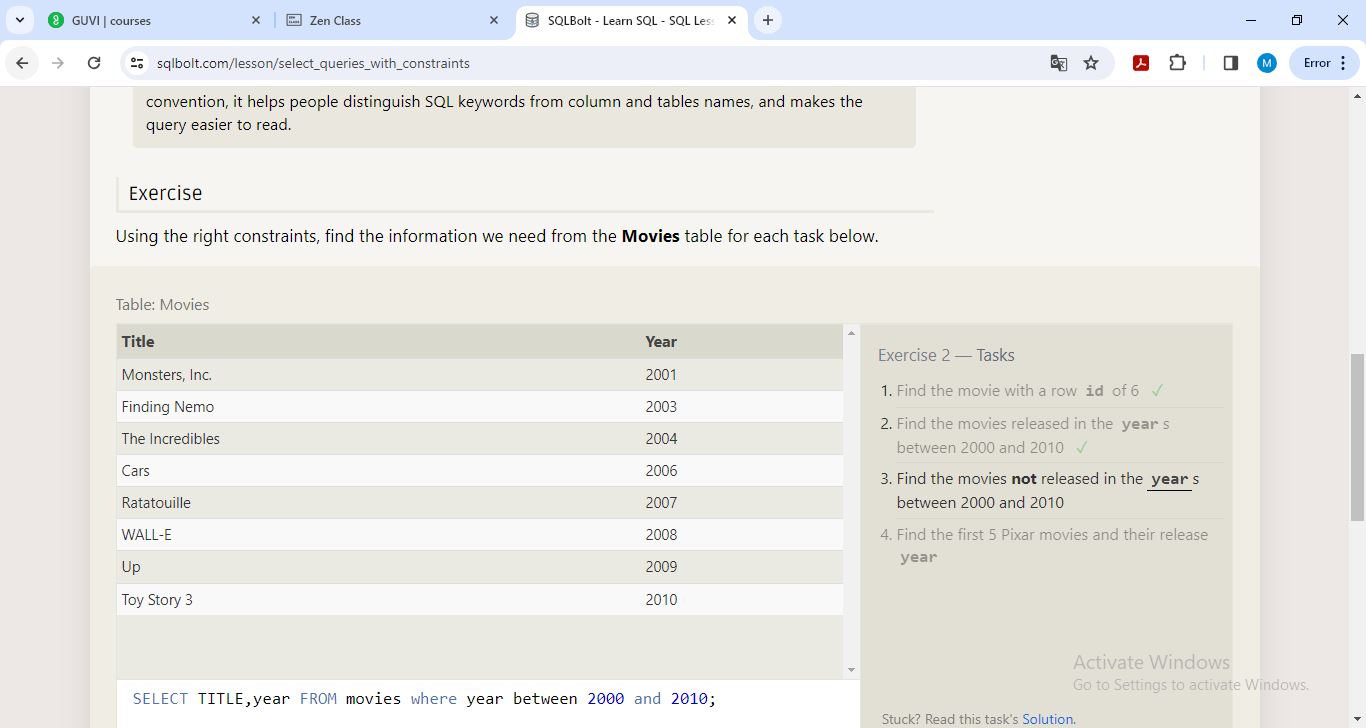 GUVI | courses
Zen Class
SQLBolt - Learn SQL - SQL Less
sqlbolt.com/lesson/select_queries_with_constraints
M
Error
convention, it helps people distinguish SQL keywords from column and tables names, and makes the
query easier to read.
Exercise
Using the right constraints, find the information we need from the Movies table for each task below.
Table: Movies
Title Year
Monsters, Inc. 2001
Finding Nemo 2003
The Incredibles 2004
Cars 2006
Ratatouille 2007
WALL-E 2008
Up 2009
Toy Story 3 2010
SELECT TITLE,year FROM movies where year between 2000 and 2010;
Exercise 2 — Tasks
1. Find the movie with a row id of 6 ✓
2. Find the movies released in the year s
between 2000 and 2010 ✓
3. Find the movies not released in the year s
between 2000 and 2010
4. Find the first 5 Pixar movies and their release
year
Activate Windows
Go to Settings to activate Windows.
Stuck? Read this task's Solution.